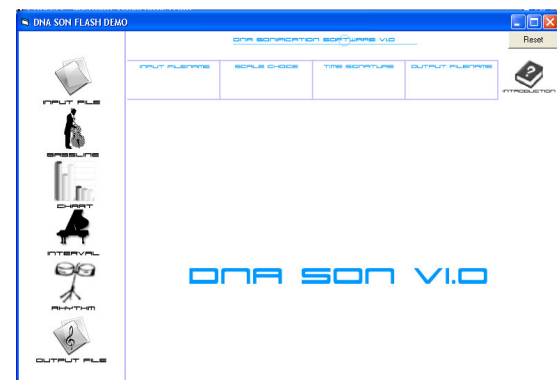 DNA SON FLASH DEMO
DNA SONIFICATION SOFTWARE V1.0
Reset
INPUT FILENAME
SCALE CHOICE
TIME SIGNATURE
OUTPUT FILENAME
INTRODUCTION
INPUT FILE
BASSLINE
CHART
INTERVAL
RHYTHM
OUTPUT FILE
DNA SON V1.0